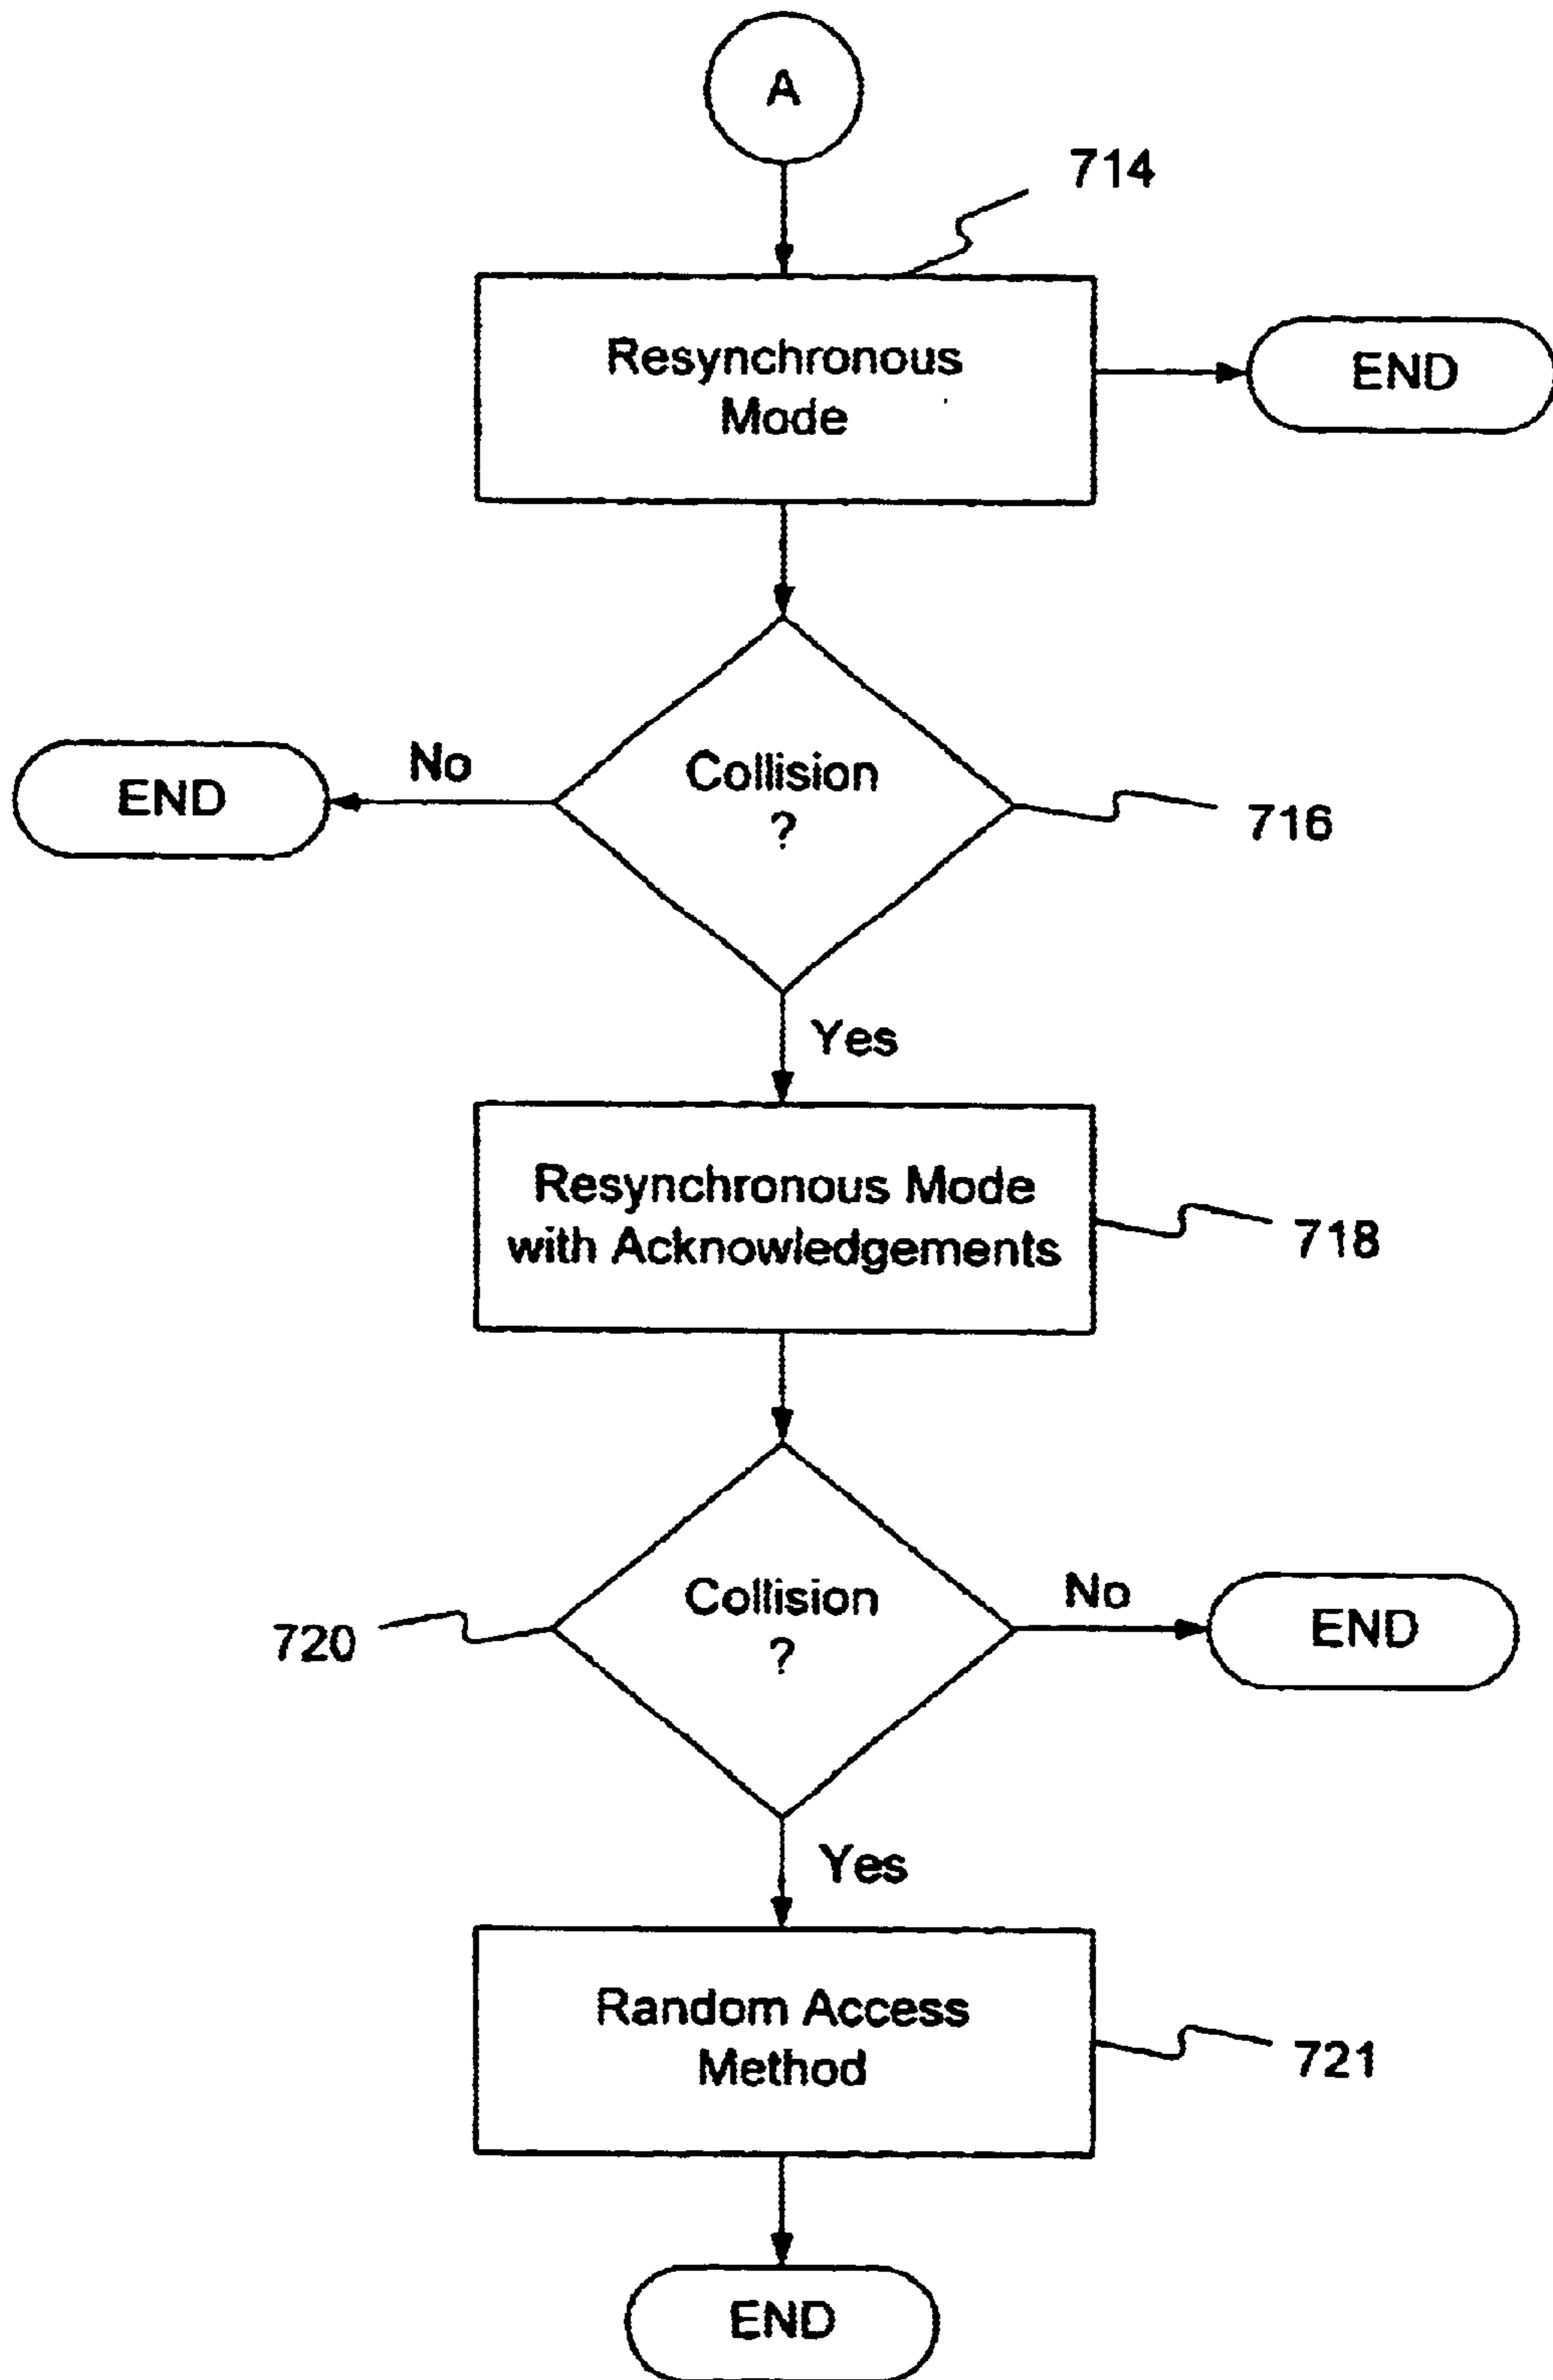 A
714
Resynchronous
Mode
END
Collision
?
No
END
716
Yes
Resynchronous Mode
with Acknowledgements
718
Collision
?
No
END
720
Yes
Random Access
Method
721
END